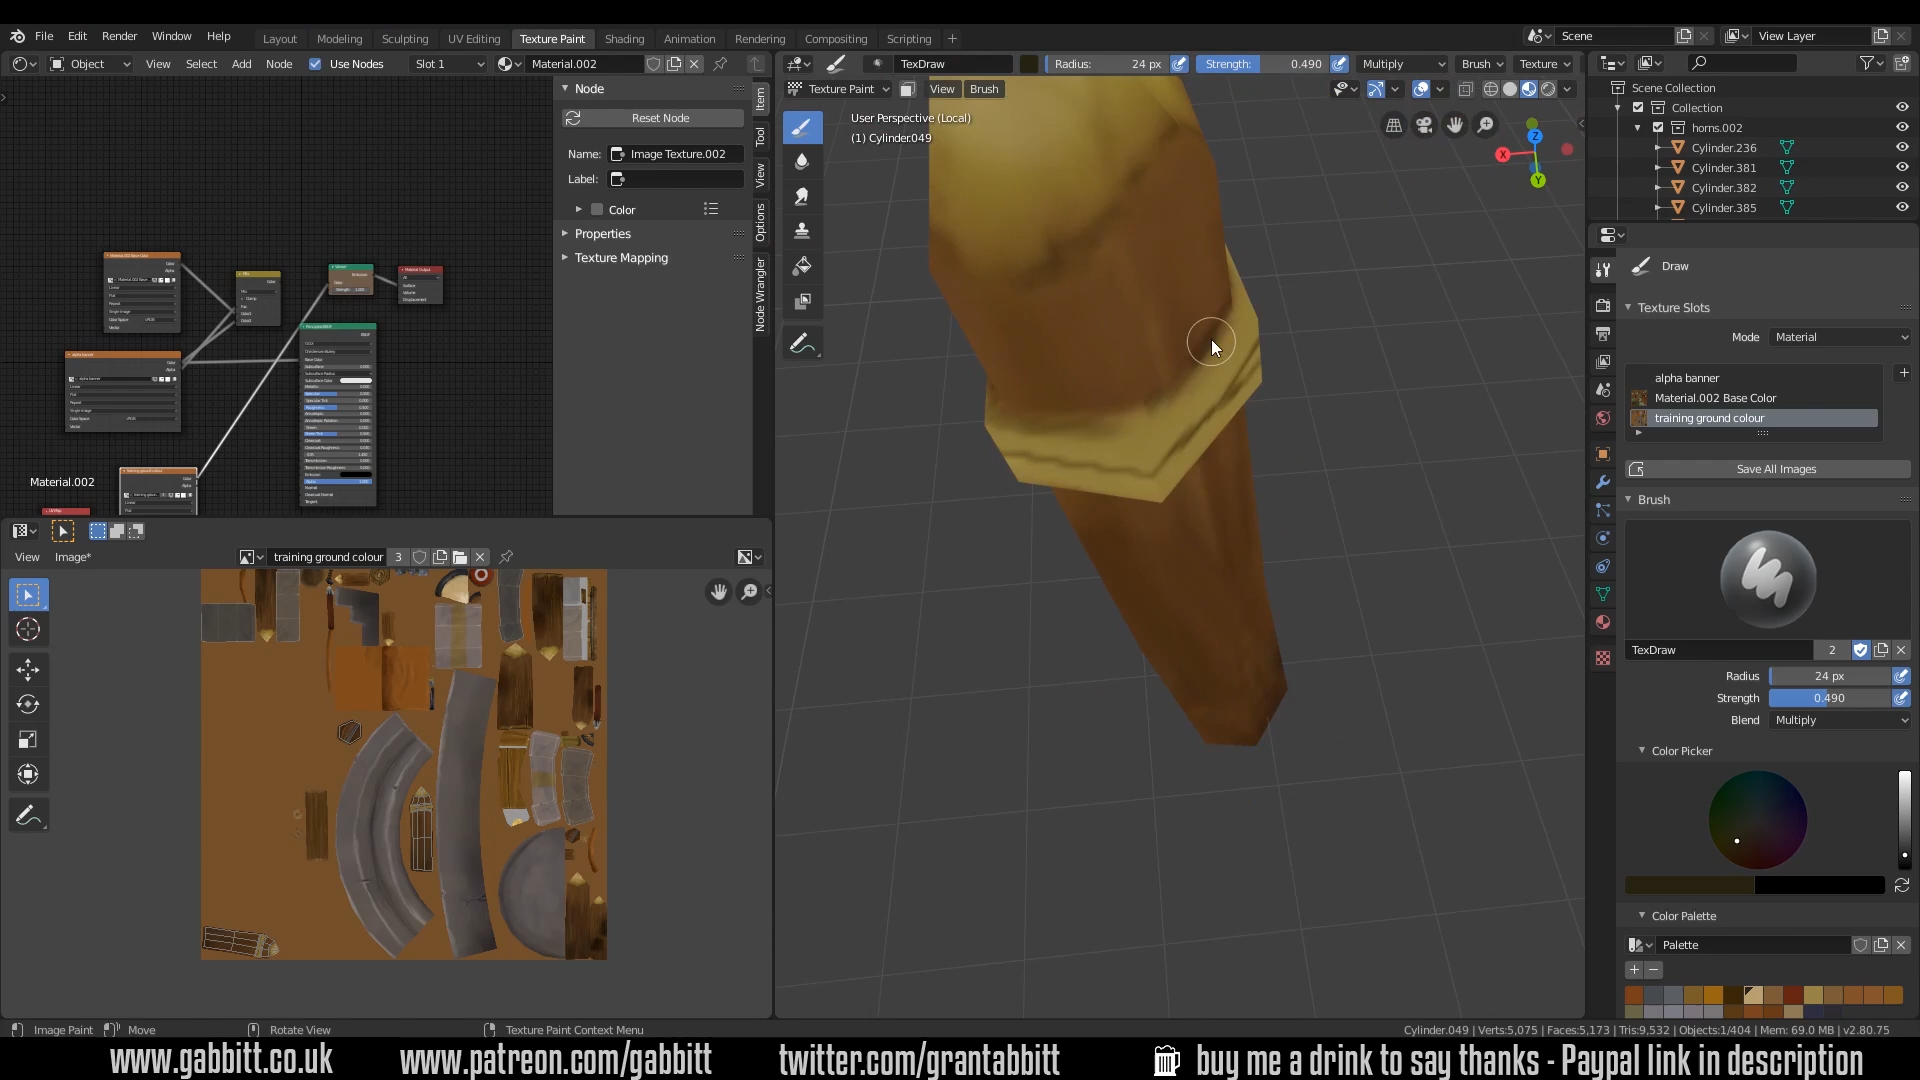 File Edit Render Window Help
Layout Modeling Sculpting UV Editing Texture Paint Shading Animation Rendering Compositing Scripting
Scene
View Layer
Object View Select Add Node Use Nodes Slot 1 Material.002
TexDraw Radius: 24 px Strength: 0.490 Multiply Brush Texture
Texture Paint View Brush
User Perspective (Local)
(1) Cylinder.049
Node
Reset Node
Name: Image Texture.002
Label:
Color
Properties
Texture Mapping
Item
Tool
View
Options
Node Wrangler
Material.002
View Image*
training ground colour 3
X
Z
Y
Scene Collection
Collection
horns.002
Cylinder.236
Cylinder.381
Cylinder.382
Cylinder.385
Draw
Texture Slots
Mode Material
alpha banner
Material.002 Base Color
training ground colour
Save All Images
Brush
TexDraw 2
Radius 24 px
Strength 0.490
Blend Multiply
Color Picker
Color Palette
Palette
Image Paint Move Rotate View Texture Paint Context Menu
Cylinder.049 | Verts:5,075 | Faces:5,173 | Tris:9,532 | Objects:1/404 | Mem: 69.0 MB | v2.80.75
www.gabbitt.co.uk www.patreon.com/gabbitt twitter.com/grantabbitt buy me a drink to say thanks - Paypal link in description